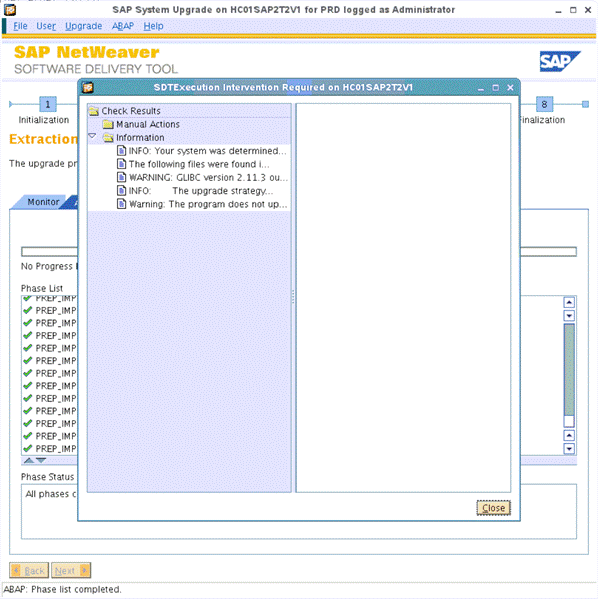 SAP System Upgrade on HC01SAP2T2V1 for PRD logged as Administrator
File User Upgrade ABAP Help
SAP NetWeaver
SOFTWARE DELIVERY TOOL
SAP
SDTExecution Intervention Required on HC01SAP2T2V1
1
8
Initialization
Finalization
Extraction
The upgrade pr
Check Results
Manual Actions
Information
INFO: Your system was determined...
The following files were found i...
WARNING: GLIBC version 2.11.3 ou...
INFO: The upgrade strategy...
Warning: The program does not up...
Monitor
No Progress
Phase List
PREP_IMP
PREP_IMP
PREP_IMP
PREP_IMP
PREP_IMP
PREP_IMP
PREP_IMP
PREP_IMP
PREP_IMP
PREP_IMP
PREP_IMP
PREP_IMP
PREP_IMP
Phase Status
All phases c
Close
Back Next
ABAP: Phase list completed.